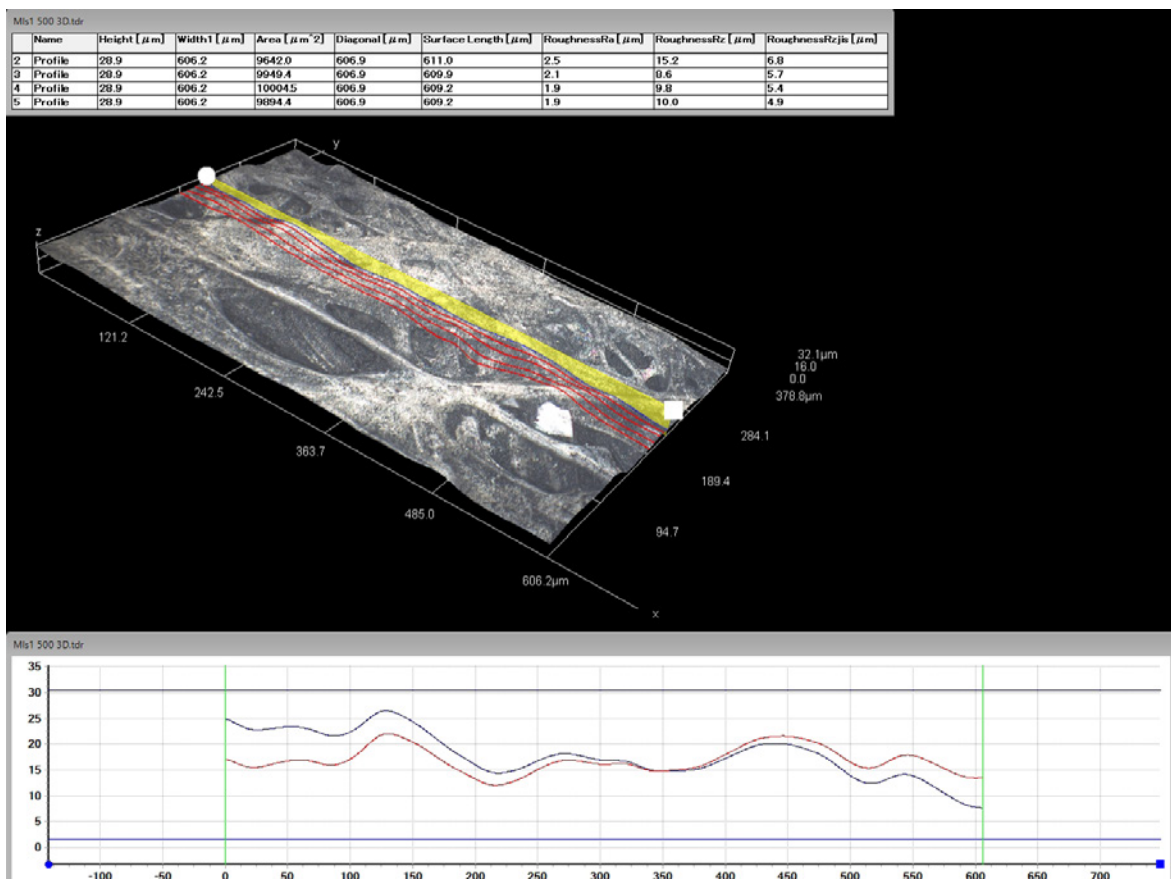 Mls1 500 3D.tdr
Name Height [μm] Width1 [μm] Area [μm^2] Diagonal [μm] Surface Length [μm] RoughnessRa [μm] RoughnessRz [μm] RoughnessRzjis [μm]
2 Profile 28.9 606.2 9642.0 606.9 611.0 2.5 15.2 6.8
3 Profile 28.9 606.2 9949.4 606.9 609.9 2.1 8.6 5.7
4 Profile 28.9 606.2 10004.5 606.9 609.2 1.9 9.8 5.4
5 Profile 28.9 606.2 9894.4 606.9 609.2 1.9 10.0 4.9
y
z
121.2
242.5
363.7
485.0
606.2μm
x
32.1μm
16.0
0.0
378.8μm
284.1
189.4
94.7
Mls1 500 3D.tdr
35
30
25
20
15
10
5
0
-100 -50 0 50 100 150 200 250 300 350 400 450 500 550 600 650 700